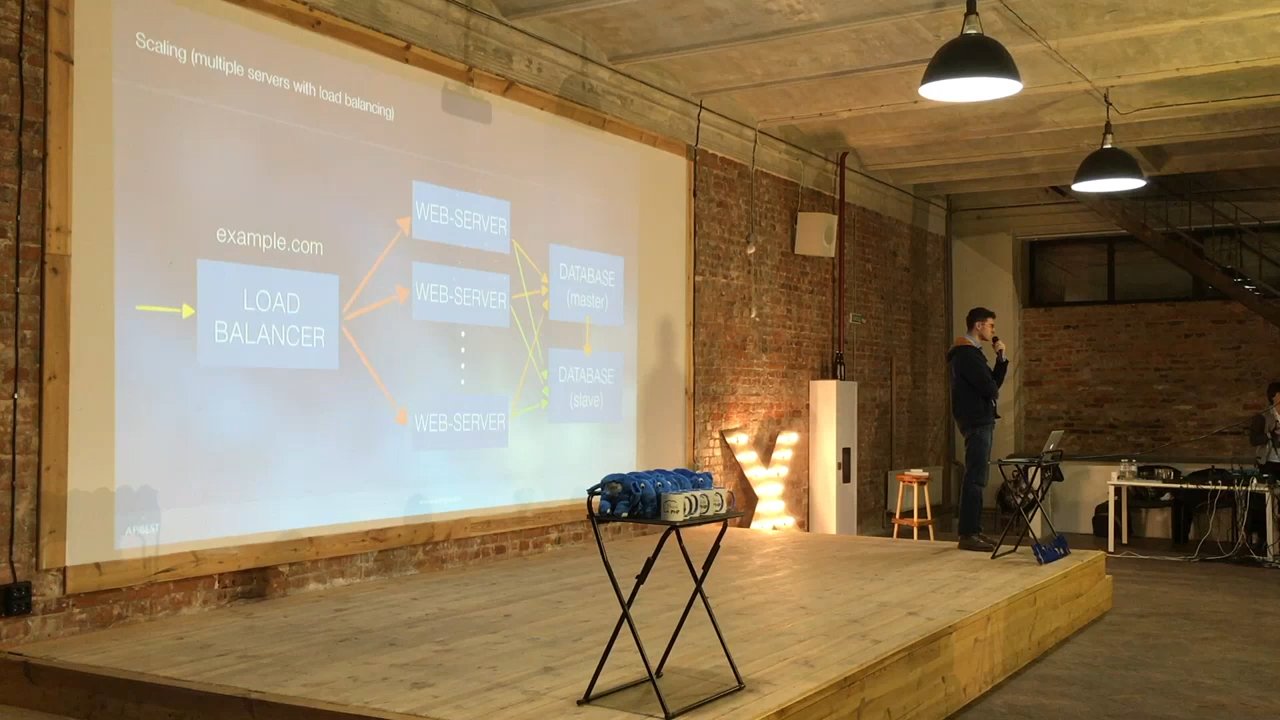 Scaling (multiple servers with load balancing)
example.com
LOAD
BALANCER
WEB-SERVER
WEB-SERVER
WEB-SERVER
DATABASE
(master)
DATABASE
(slave)
Y